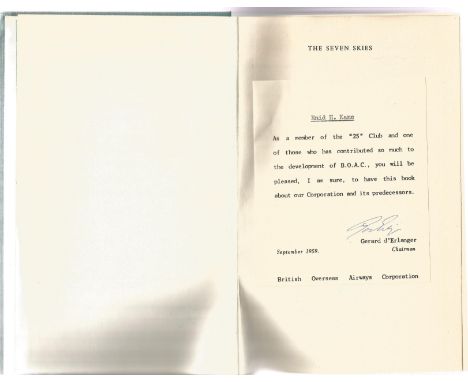 THE SEVEN SKIES
Enid H. Kams
As a member of the "25" Club and one
of those who has contributed so much to
the development of B.O.A.C., you will be
pleased, I am sure, to have this book
about our Corporation and its predecessors.
Gerard d'Erlanger
September 1959.
Chairman
British Overseas Airways Corporation